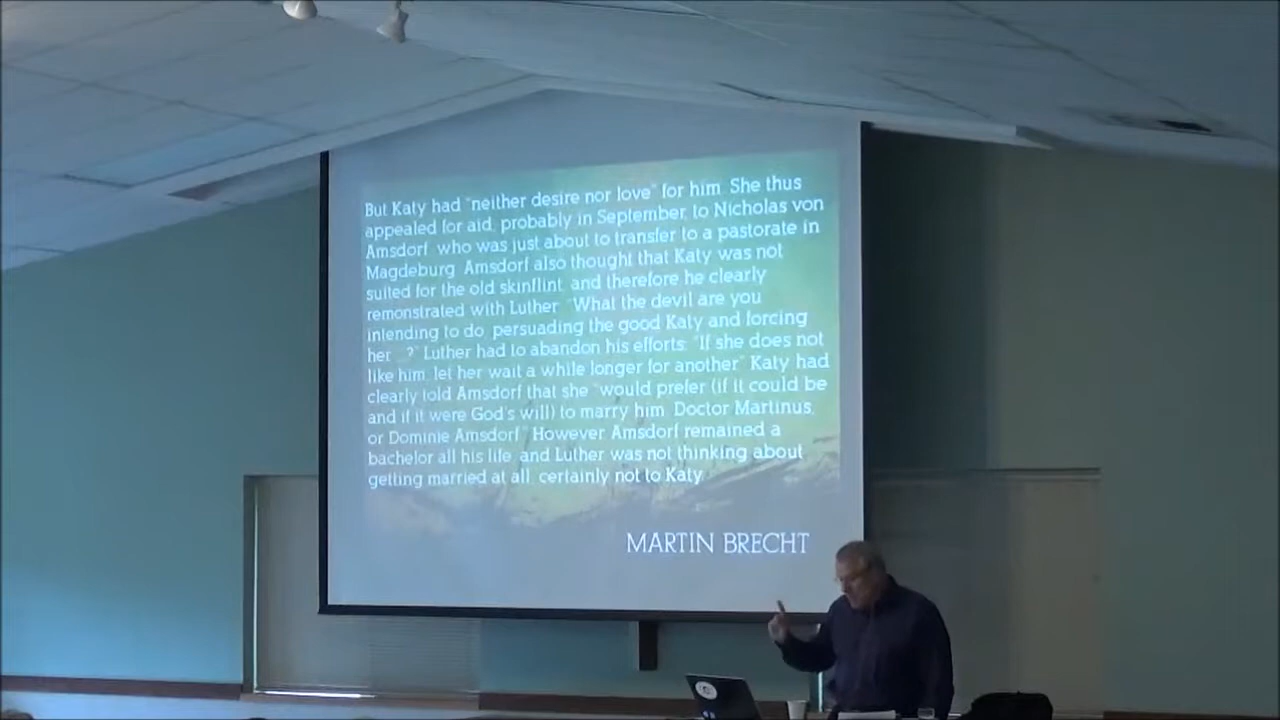 But Katy had "neither desire nor love" for him. She thus
appealed for aid, probably in September, to Nicholas von
Amsdorf, who was just about to transfer to a pastorate in
Magdeburg. Amsdorf also thought that Katy was not
suited for the old skinflint, and therefore he clearly
remonstrated with Luther: "What the devil are you
intending to do, persuading the good Katy and forcing
her ...?" Luther had to abandon his efforts: "If she does not
like him, let her wait a while longer for another." Katy had
clearly told Amsdorf that she "would prefer (if it could be
and if it were God's will) to marry him, Doctor Martinus,
or Dominie Amsdorf." However, Amsdorf remained a
bachelor all his life, and Luther was not thinking about
getting married at all, certainly not to Katy.
MARTIN BRECHT